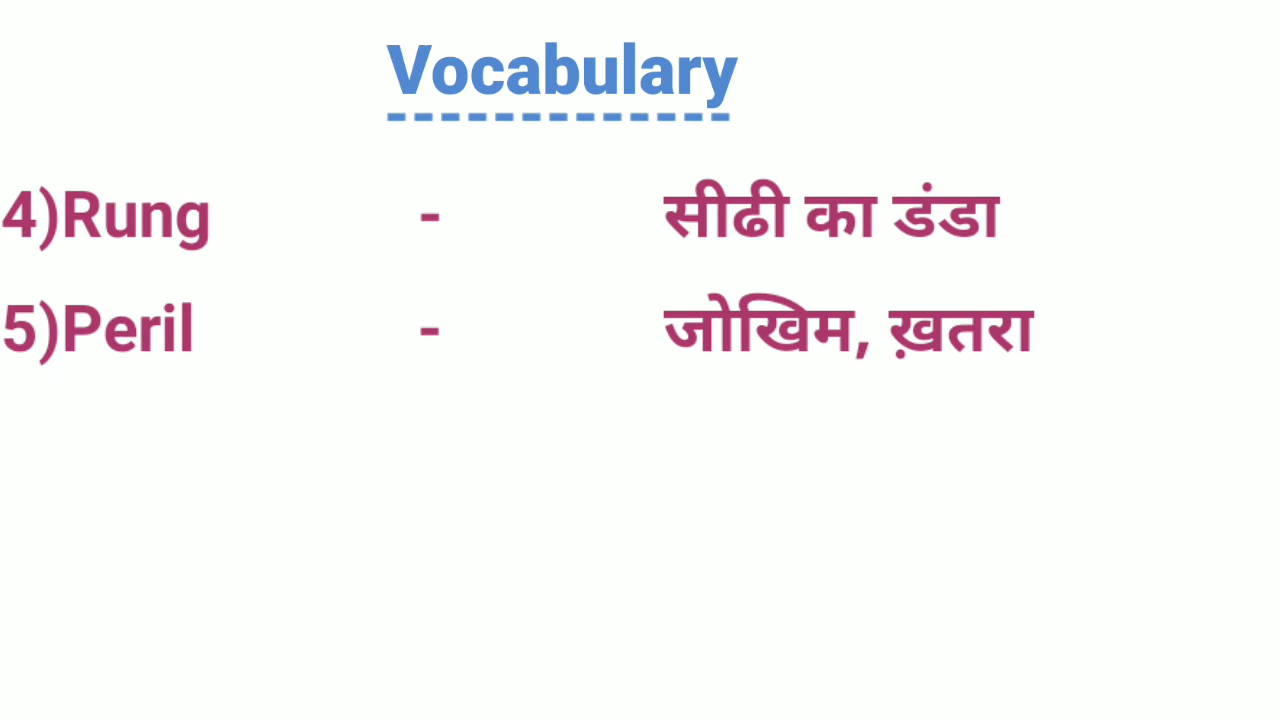 Vocabulary
4)Rung - सीढी का डंडा
5)Peril - जोखिम, ख़तरा